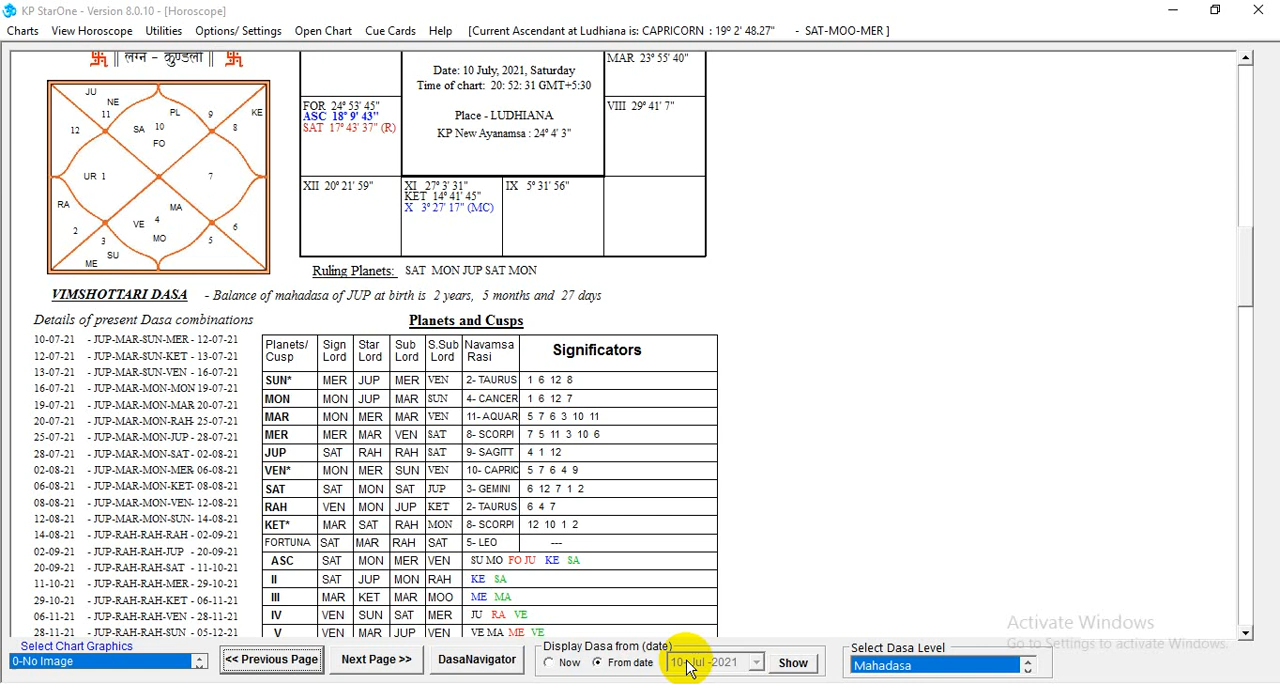 KP StarOne - Version 8.0.10 - [Horoscope]
Charts View Horoscope Utilities Options/ Settings Open Chart Cue Cards Help [Current Ascendant at Ludhiana is: CAPRICORN : 19º 2' 48.27" - SAT-MOO-MER ]
卐 || लग्न - कुण्डली || 卐
JU
NE
11
12
SA
10
PL
FO
9
8
KE
UR 1
7
RA
2
3
SU
ME
VE
4
MO
MA
5
6
MAR 23° 55' 40"
Date: 10 July, 2021, Saturday
Time of chart: 20: 52: 31 GMT+5:30
Place - LUDHIANA
KP New Ayanamsa : 24° 4' 3"
FOR 24° 53' 45"
ASC 18° 9' 43"
SAT 17° 43' 37" (R)
VIII 29° 41' 7"
XII 20° 21' 59"
XI 27° 3' 31"
KET 14° 41' 45"
X 3° 27' 17" (MC)
IX 5° 31' 56"
Ruling Planets: SAT MON JUP SAT MON
VIMSHOTTARI DASA - Balance of mahadasa of JUP at birth is 2 years, 5 months and 27 days
Details of present Dasa combinations
10-07-21 - JUP-MAR-SUN-MER - 12-07-21
12-07-21 - JUP-MAR-SUN-KET - 13-07-21
13-07-21 - JUP-MAR-SUN-VEN - 16-07-21
16-07-21 - JUP-MAR-MON-MON 19-07-21
19-07-21 - JUP-MAR-MON-MAR 20-07-21
20-07-21 - JUP-MAR-MON-RAH- 25-07-21
25-07-21 - JUP-MAR-MON-JUP - 28-07-21
28-07-21 - JUP-MAR-MON-SAT - 02-08-21
02-08-21 - JUP-MAR-MON-MER 06-08-21
06-08-21 - JUP-MAR-MON-KET- 08-08-21
08-08-21 - JUP-MAR-MON-VEN- 12-08-21
12-08-21 - JUP-MAR-MON-SUN- 14-08-21
14-08-21 - JUP-RAH-RAH-RAH - 02-09-21
02-09-21 - JUP-RAH-RAH-JUP - 20-09-21
20-09-21 - JUP-RAH-RAH-SAT - 11-10-21
11-10-21 - JUP-RAH-RAH-MER - 29-10-21
29-10-21 - JUP-RAH-RAH-KET - 06-11-21
06-11-21 - JUP-RAH-RAH-VEN - 28-11-21
28-11-21 - JUP-RAH-RAH-SUN - 05-12-21
Planets and Cusps
Planets/ Cusp Sign Lord Star Lord Sub Lord S.Sub Lord Navamsa Rasi Significators
SUN* MER JUP MER VEN 2- TAURUS 1 6 12 8
MON MON JUP MAR SUN 4- CANCER 1 6 12 7
MAR MON MER MAR VEN 11- AQUAR 5 7 6 3 10 11
MER MER MAR VEN SAT 8- SCORPI 7 5 11 3 10 6
JUP SAT RAH RAH SAT 9- SAGITT 4 1 12
VEN* MON MER SUN VEN 10- CAPRIC 5 7 6 4 9
SAT SAT MON SAT JUP 3- GEMINI 6 12 7 1 2
RAH VEN MON JUP KET 2- TAURUS 6 4 7
KET* MAR SAT RAH MON 8- SCORPI 12 10 1 2
FORTUNA SAT MAR RAH SAT 5- LEO ---
ASC SAT MON MER VEN SU MO FO JU KE SA
II SAT JUP MON RAH KE SA
III MAR KET MAR MOO ME MA
IV VEN SUN SAT MER JU RA VE
V VEN MAR JUP VEN VE MA ME VE
Activate Windows
Go to Settings to activate Windows.
Select Chart Graphics
0-No Image
<< Previous Page
Next Page >>
DasaNavigator
Display Dasa from (date)
Now From date 10-Jul -2021 Show
Select Dasa Level
Mahadasa